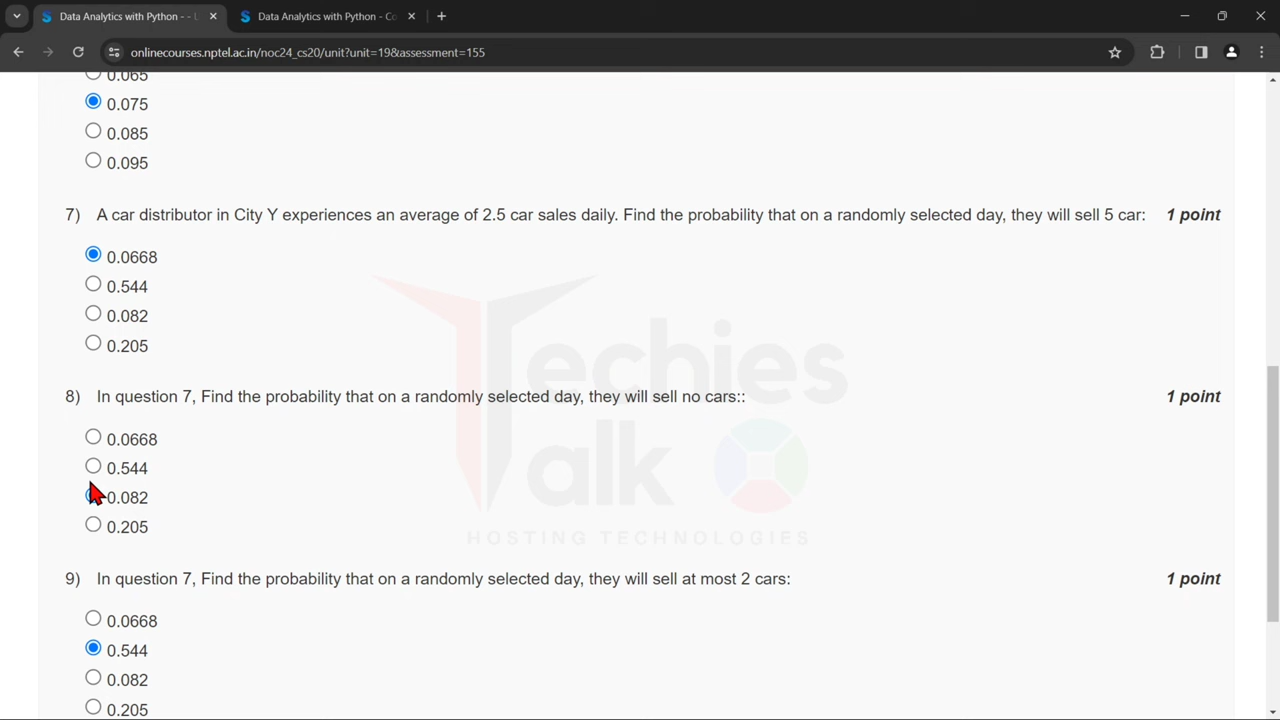 Data Analytics with Python - -
Data Analytics with Python - Co
onlinecourses.nptel.ac.in/noc24_cs20/unit?unit=19&assessment=155
0.065
0.075
0.085
0.095
7) A car distributor in City Y experiences an average of 2.5 car sales daily. Find the probability that on a randomly selected day, they will sell 5 car: 1 point
0.0668
0.544
0.082
0.205
Techies
Talk
HOSTING TECHNOLOGIES
8) In question 7, Find the probability that on a randomly selected day, they will sell no cars:: 1 point
0.0668
0.544
0.082
0.205
9) In question 7, Find the probability that on a randomly selected day, they will sell at most 2 cars: 1 point
0.0668
0.544
0.082
0.205